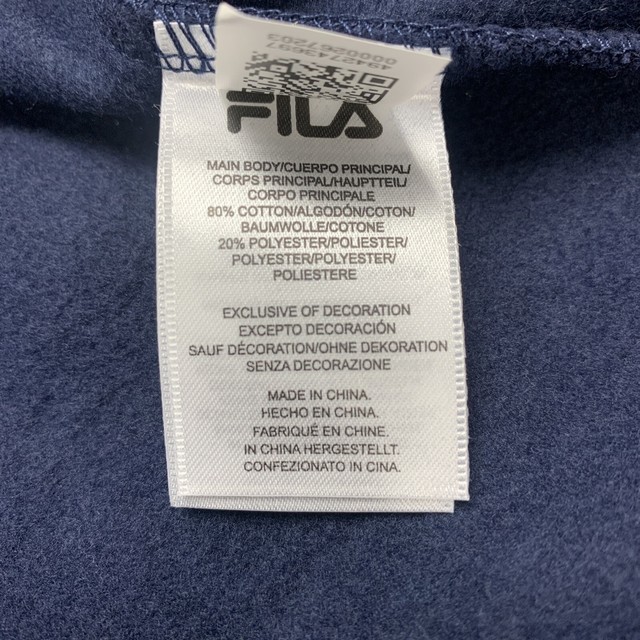 0000267203
FILA
MAIN BODY/CUERPO PRINCIPAL/
CORPS PRINCIPAL/HAUPTTEIL/
CORPO PRINCIPALE
80% COTTON/ALGODÓN/COTON/
BAUMWOLLE/COTONE
20% POLYESTER/POLIESTER/
POLYESTER/POLYESTER/
POLIESTERE
EXCLUSIVE OF DECORATION
EXCEPTO DECORACIÓN
SAUF DÉCORATION/OHNE DEKORATION
SENZA DECORAZIONE
MADE IN CHINA.
HECHO EN CHINA.
FABRIQUÉ EN CHINE.
IN CHINA HERGESTELLT.
CONFEZIONATO IN CINA.